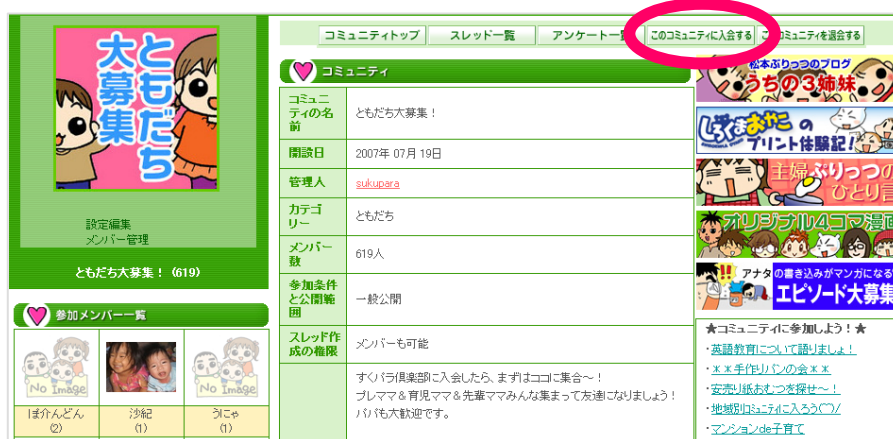 コミュニティトップ
スレッド一覧
アンケート一覧
このコミュニティに入会する
このコミュニティを退会する
ともだち
大募集
設定編集
メンバー管理
ともだち大募集！ (619)
参加メンバー一覧
No Image
No Image
ぽ介んどん
(2)
沙紀
(1)
うにゃ
(1)
コミュニティ
コミュニ
ティの名
前
ともだち大募集！
開設日
2007年 07月 19日
管理人
sukupara
カテゴ
リー
ともだち
メンバー
数
619人
参加条件
と公開範
囲
一般公開
スレッド作
成の権限
メンバーも可能
すくパラ倶楽部に入会したら、まずはココに集合〜！
プレママ＆育児ママ＆先輩ママみんな集まって友達になりましょう！
パパも大歓迎です。
松本ぷりっつのブログ
うちの3姉妹
しろくまおやこ の
プリント体験記！
主婦ぷりっつの
ひとり言
オリジナル4コマ漫画
アナタの書き込みがマンガになる
エピソード大募集
★コミュニティに参加しよう！★
・英語教育について語りましょ！
・＊＊手作りパンの会＊＊
・安売り紙おむつを探せ〜！
・地域別コミュニティに入ろう(⌒)/
・マンションde子育て